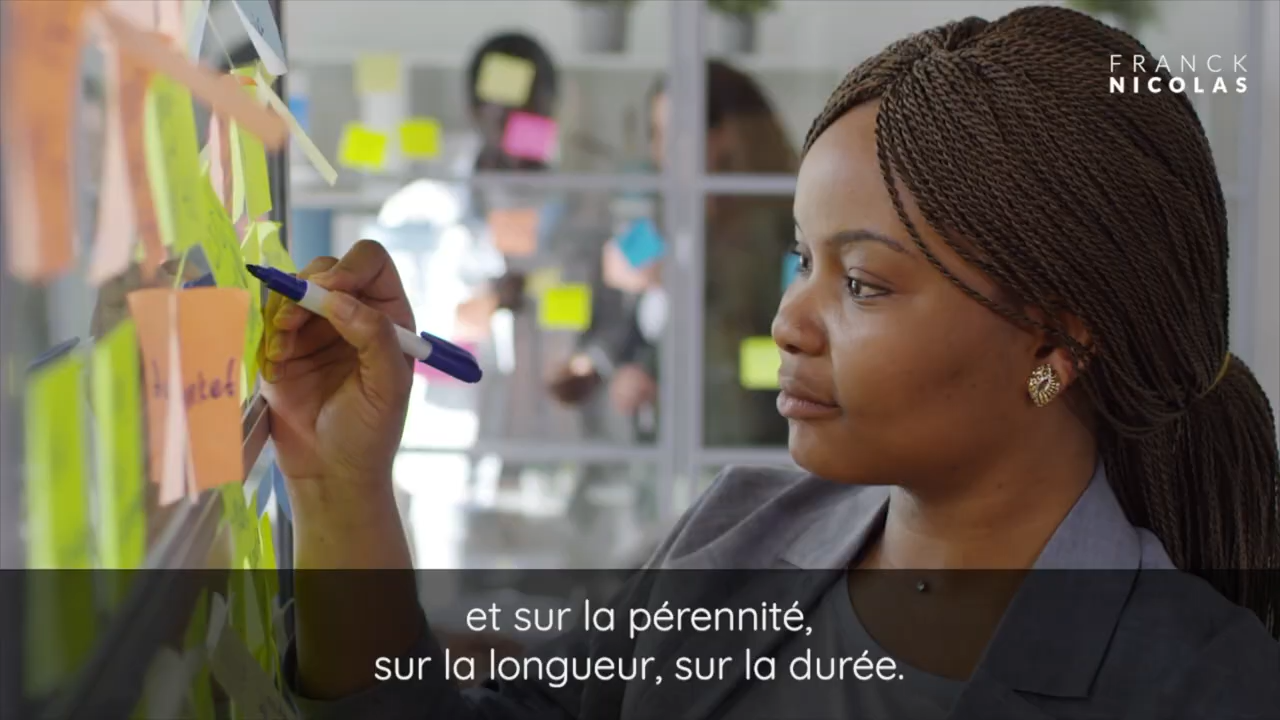 FRANCK
NICOLAS
et sur la pérennité,
sur la longueur, sur la durée.